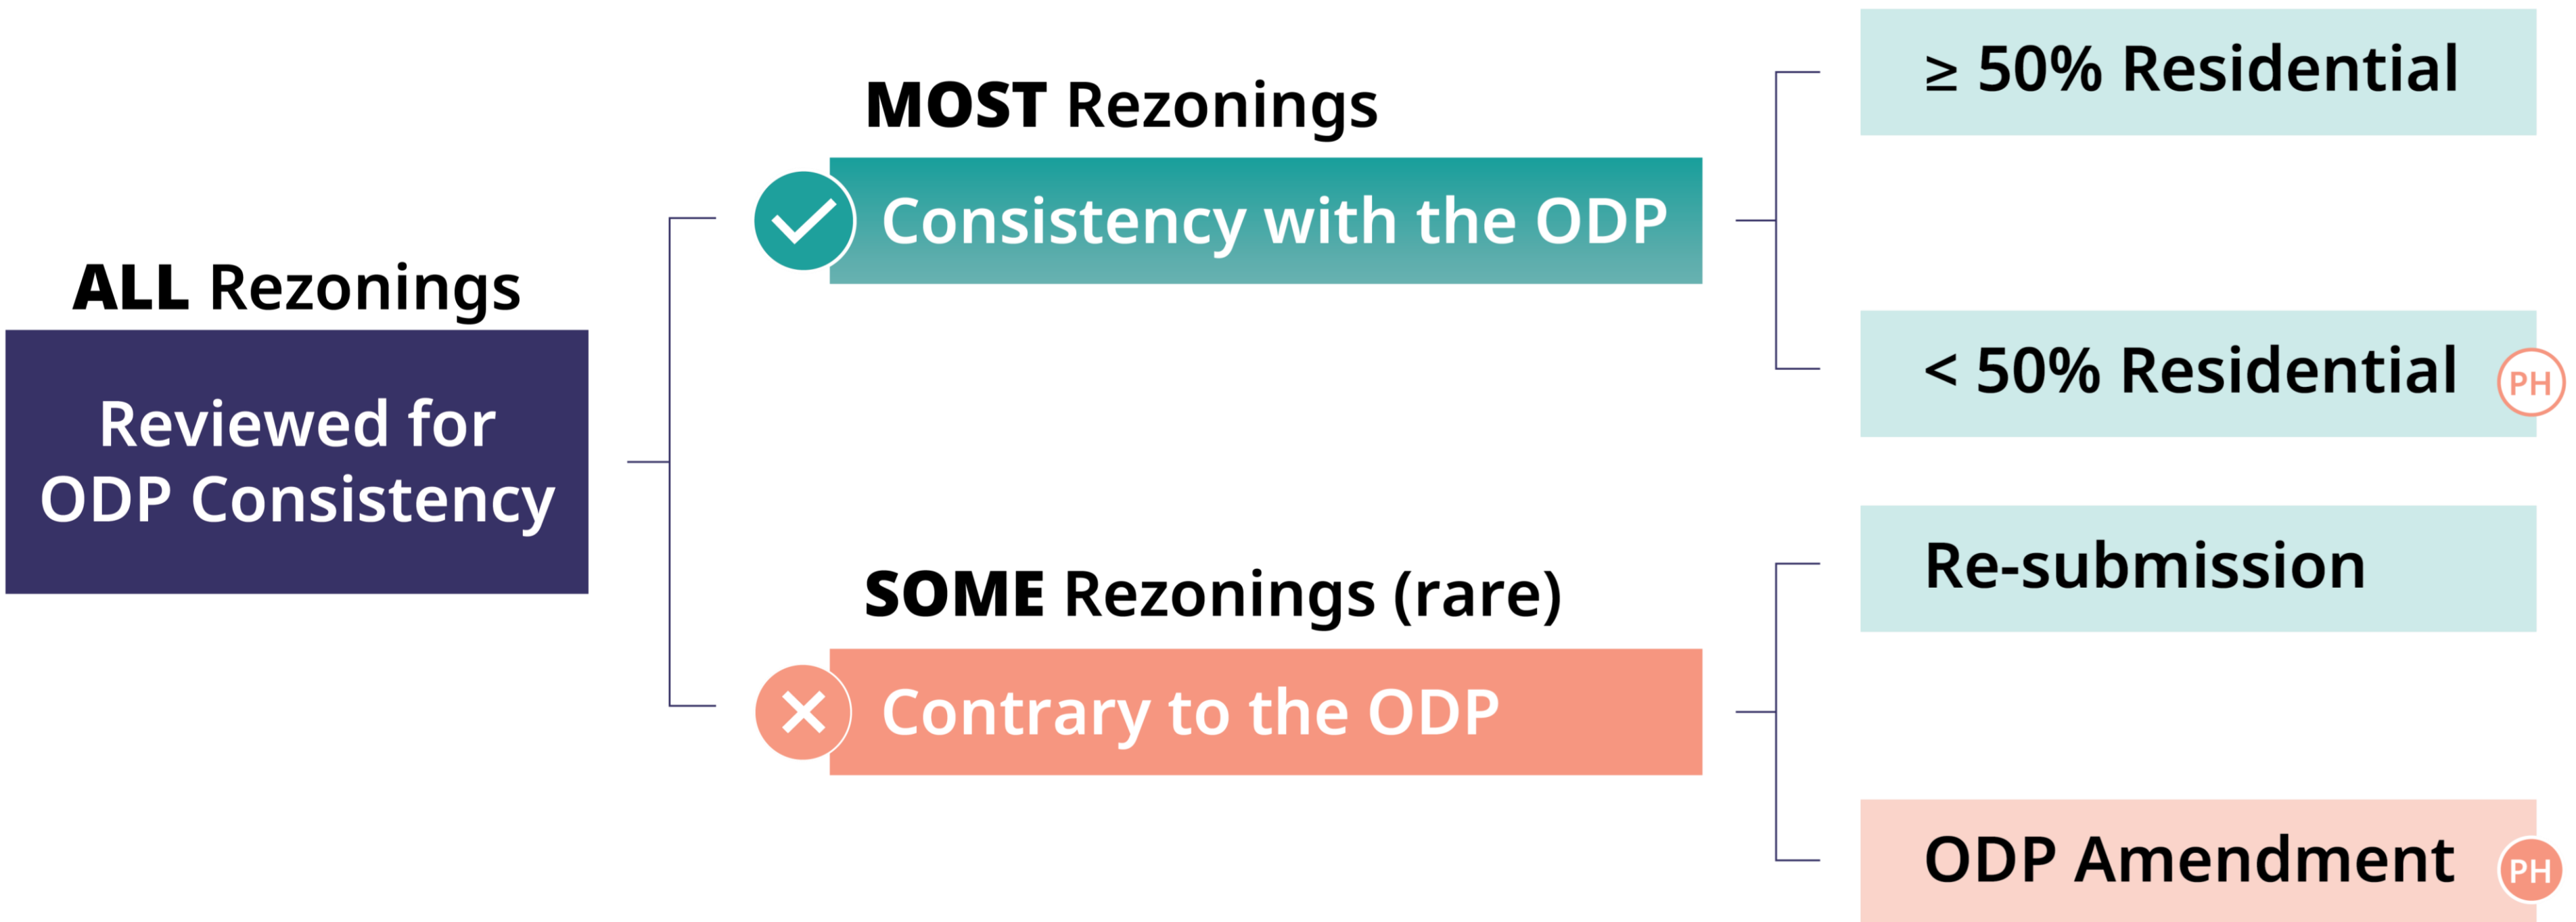 ALL Rezonings
Reviewed for
ODP Consistency
MOST Rezonings
Consistency with the ODP
≥ 50% Residential
< 50% Residential
PH
SOME Rezonings (rare)
Contrary to the ODP
Re-submission
ODP Amendment
PH